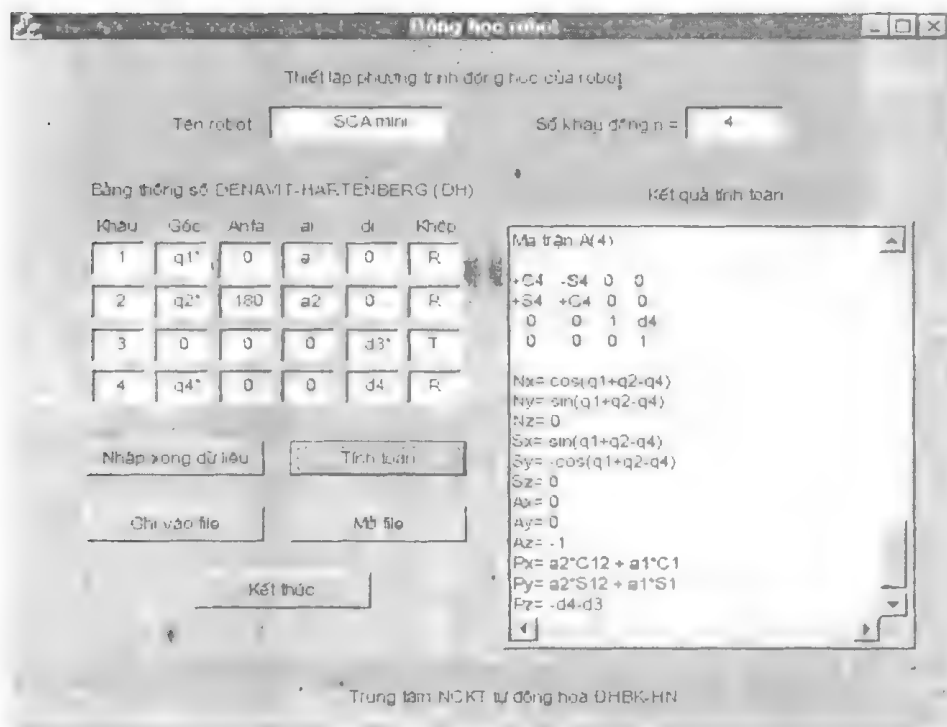 Động học robot
Thiết lập phương trình động học của robot
Tên robot SCAmini Số khâu động n = 4
Bảng thông số DENAVIT-HARTENBERG (DH)
Khâu Góc Anfa ai di Khớp
1 q1* 0 a 0 R
2 q2* 180 a2 0 R
3 0 0 0 d3* T
4 q4* 0 0 d4 R
Nhập xong dữ liệu Tính toán
Ghi vào file Mở file
Kết thúc
Kết quả tính toán
Ma trận A(4)
+C4 -S4 0 0
+S4 +C4 0 0
0 0 1 d4
0 0 0 1
Nx= cos(q1+q2-q4)
Ny= sin(q1+q2-q4)
Nz= 0
Sx= sin(q1+q2-q4)
Sy= -cos(q1+q2-q4)
Sz= 0
Ax= 0
Ay= 0
Az= -1
Px= a2*C12 + a1*C1
Py= a2*S12 + a1*S1
Pz= -d4-d3
Trung tâm NCKT tự động hoá ĐHBK-HN